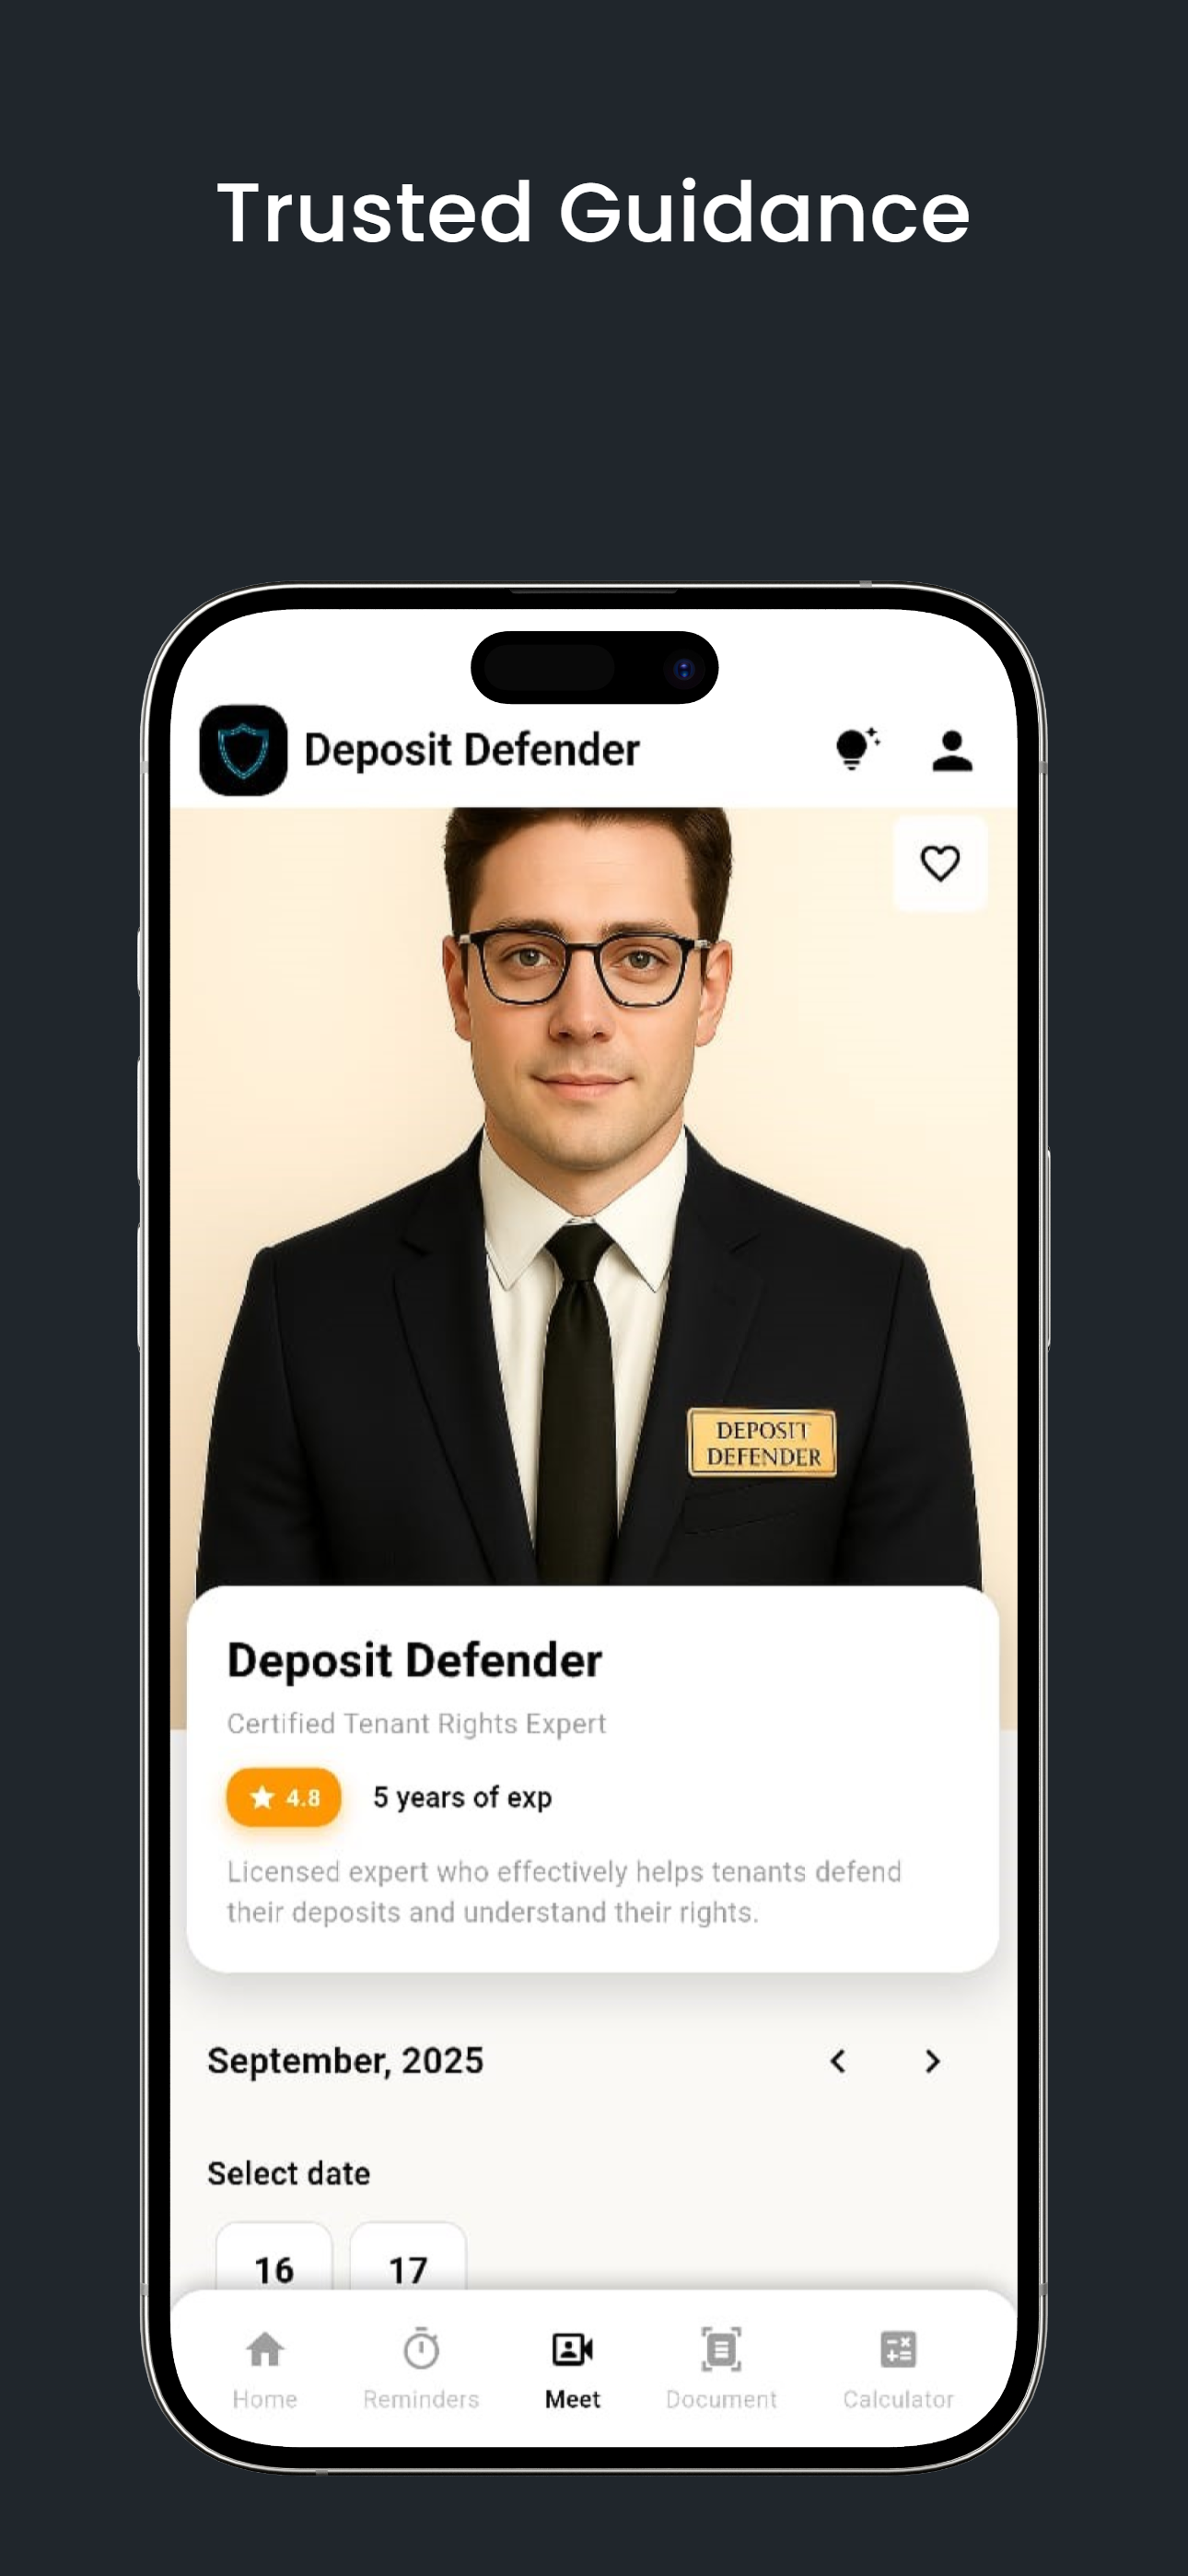 Trusted Guidance
Deposit Defender
DEPOSIT
DEFENDER
Deposit Defender
Certified Tenant Rights Expert
4.8
5 years of exp
Licensed expert who effectively helps tenants defend
their deposits and understand their rights.
September, 2025
Select date
16 17
Home Reminders Meet Document Calculator